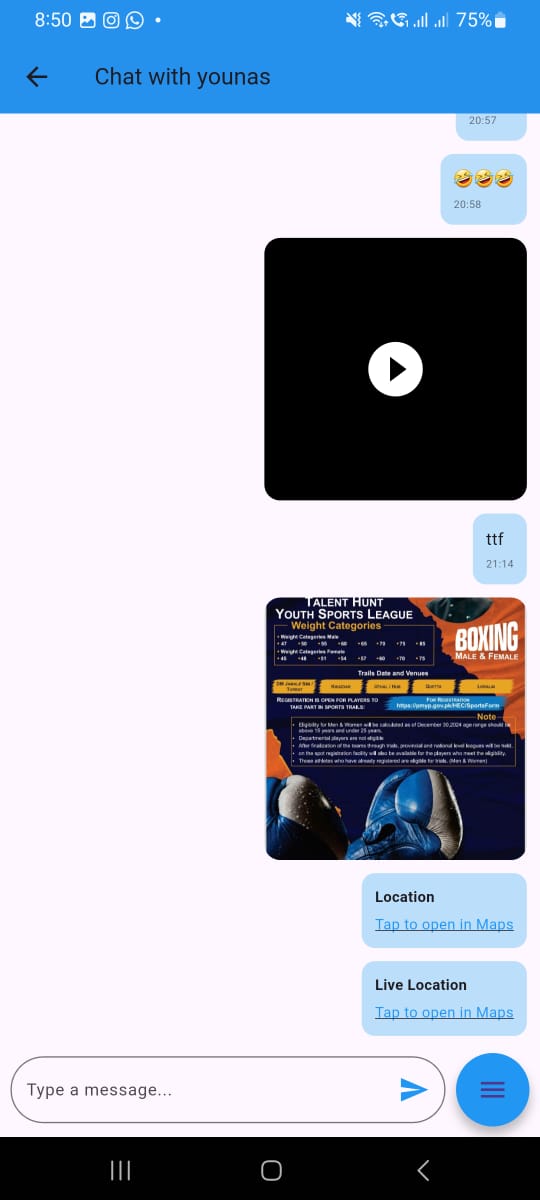 8:50
75%
Chat with younas
20:57
🤣🤣🤣
20:58
ttf
21:14
TALENT HUNT
YOUTH SPORTS LEAGUE
Weight Categories
• Weight Categories Male
• 47 •50 •55 •60 •65 •70 •75 •85
• Weight Categories Female
• 45 •48 •51 •54 •57 •60 •70 •75
BOXING
MALE & FEMALE
Trails Date and Venues
Khuzdar
Quetta
Loralai
REGISTRATION IS OPEN FOR PLAYERS TO
TAKE PART IN SPORTS TRAILS:
FOR REGISTRATION
https://pmyp.gov.pk/HEC/SportsForm
Note
• Eligibility for Men & Women will be calculated as of December 30,2024 age range should be
above 15 years and under 25 years.
• Departmental players are not eligible
• After finalization of the teams through trials, provincial and national level leagues will be held.
• on the spot registration facility will also be available for the players who meet the eligibility.
• Those athletes who have already registered are eligible for trials. (Men & Women)
Location
Tap to open in Maps
Live Location
Tap to open in Maps
Type a message...